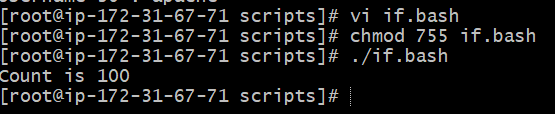 [root@ip-172-31-67-71 scripts]# vi if.bash
[root@ip-172-31-67-71 scripts]# chmod 755 if.bash
[root@ip-172-31-67-71 scripts]# ./if.bash
Count is 100
[root@ip-172-31-67-71 scripts]#